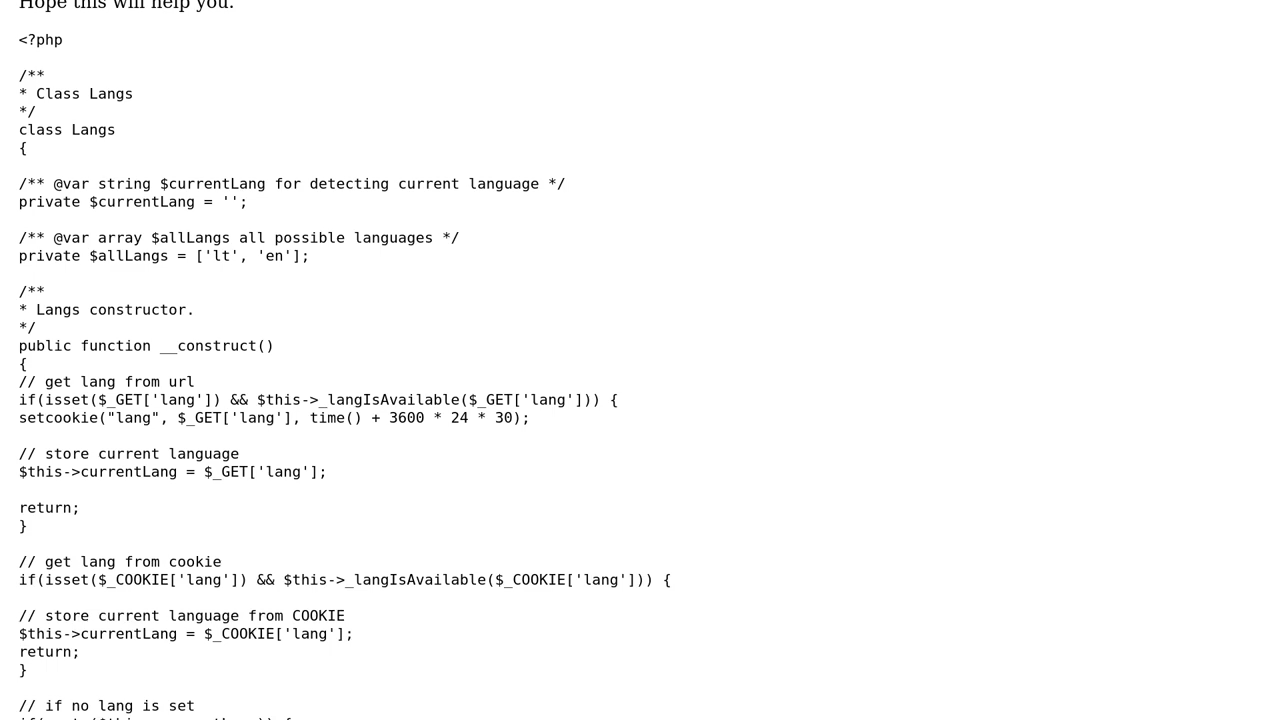 Hope this will help you.
<?php
/**
* Class Langs
*/
class Langs
{
/** @var string $currentLang for detecting current language */
private $currentLang = '';
/** @var array $allLangs all possible languages */
private $allLangs = ['lt', 'en'];
/**
* Langs constructor.
*/
public function __construct()
{
// get lang from url
if(isset($_GET['lang']) && $this->_langIsAvailable($_GET['lang'])) {
setcookie("lang", $_GET['lang'], time() + 3600 * 24 * 30);
// store current language
$this->currentLang = $_GET['lang'];
return;
}
// get lang from cookie
if(isset($_COOKIE['lang']) && $this->_langIsAvailable($_COOKIE['lang'])) {
// store current language from COOKIE
$this->currentLang = $_COOKIE['lang'];
return;
}
// if no lang is set